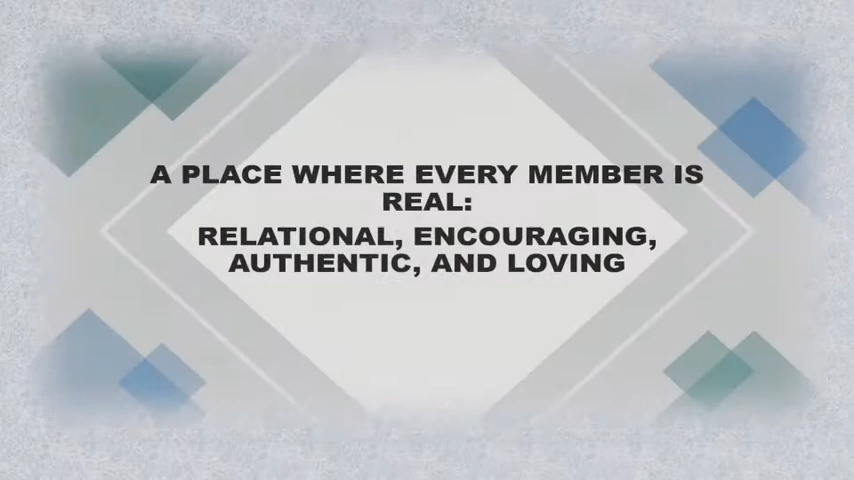 A PLACE WHERE EVERY MEMBER IS
REAL:
RELATIONAL, ENCOURAGING,
AUTHENTIC, AND LOVING